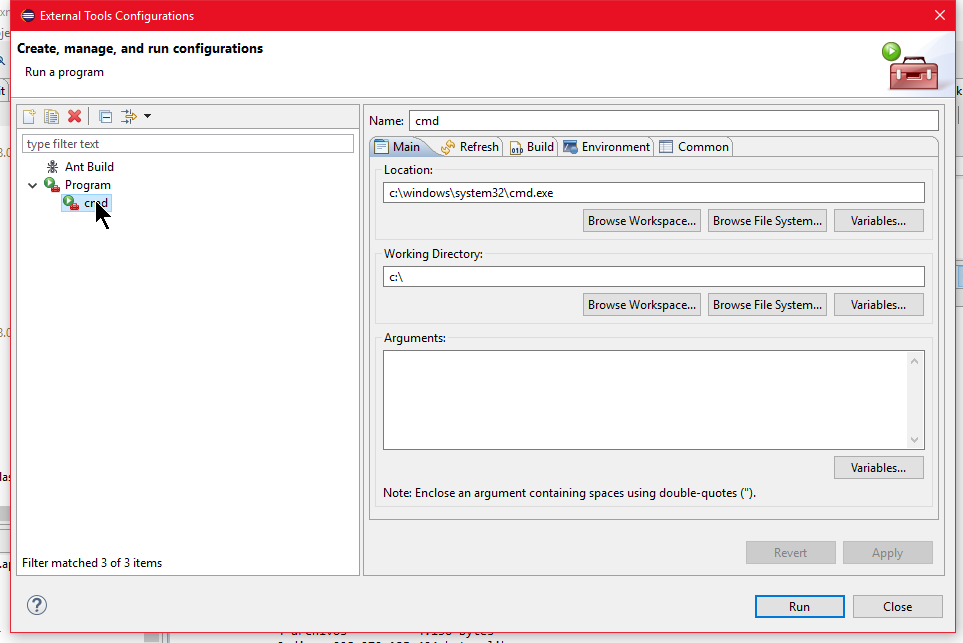 External Tools Configurations
Create, manage, and run configurations
Run a program
type filter text
Ant Build
Program
cmd
Filter matched 3 of 3 items
Name: cmd
Main Refresh Build Environment Common
Location:
c:\windows\system32\cmd.exe
Browse Workspace... Browse File System... Variables...
Working Directory:
c:\
Browse Workspace... Browse File System... Variables...
Arguments:
Variables...
Note: Enclose an argument containing spaces using double-quotes (").
Revert Apply
Run Close